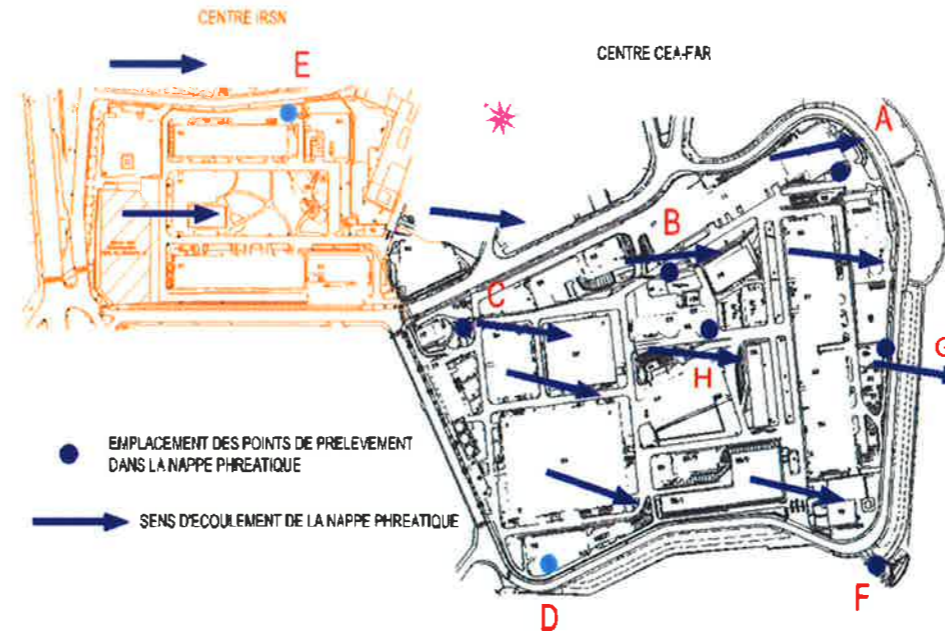 CENTRE IRSN
CENTRE CEA-FAR
E
A
B
C
G
H
EMPLACEMENT DES POINTS DE PRELEVEMENT
DANS LA NAPPE PHREATIQUE
SENS D'ECOULEMENT DE LA NAPPE PHREATIQUE
D
F